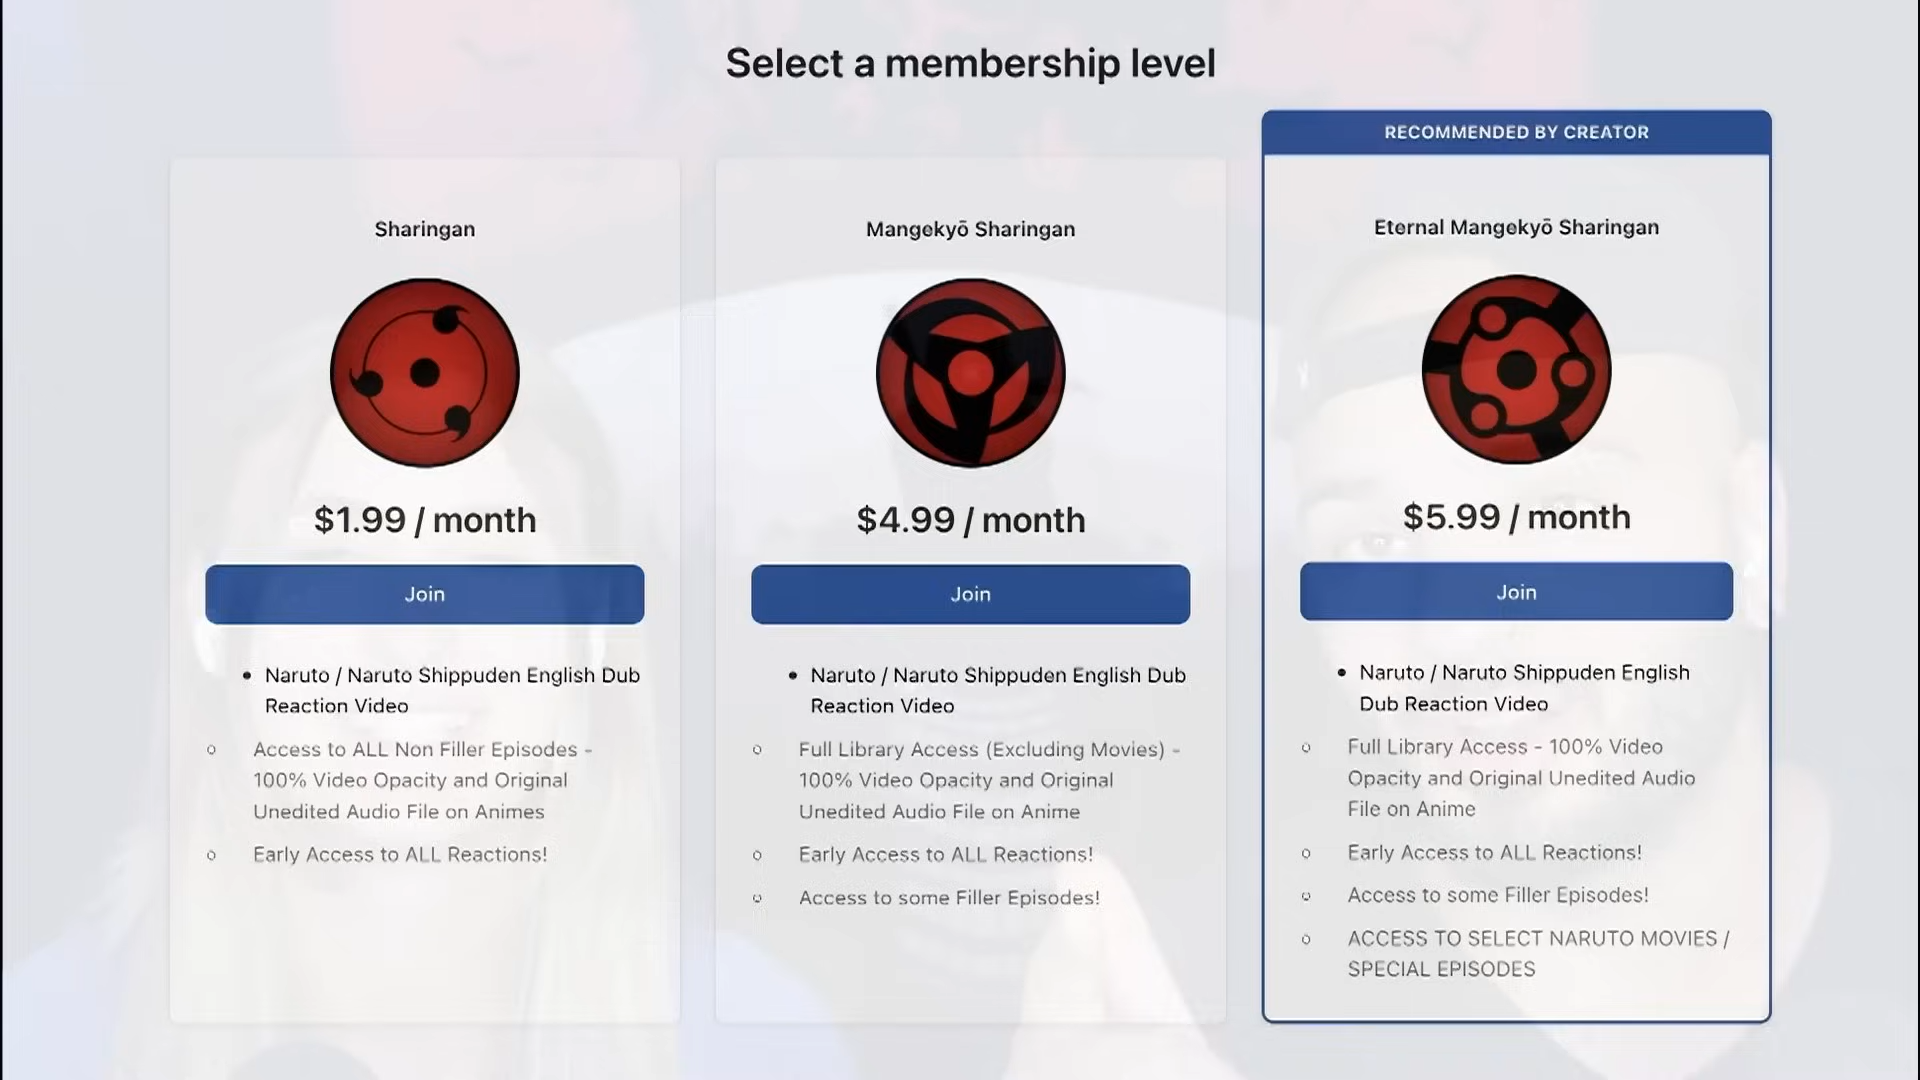 Select a membership level
RECOMMENDED BY CREATOR
Sharingan
$1.99 / month
Join
• Naruto / Naruto Shippuden English Dub
Reaction Video
○ Access to ALL Non Filler Episodes -
100% Video Opacity and Original
Unedited Audio File on Animes
○ Early Access to ALL Reactions!
Mangekyō Sharingan
$4.99 / month
Join
• Naruto / Naruto Shippuden English Dub
Reaction Video
○ Full Library Access (Excluding Movies) -
100% Video Opacity and Original
Unedited Audio File on Anime
○ Early Access to ALL Reactions!
○ Access to some Filler Episodes!
Eternal Mangekyō Sharingan
$5.99 / month
Join
• Naruto / Naruto Shippuden English
Dub Reaction Video
○ Full Library Access - 100% Video
Opacity and Original Unedited Audio
File on Anime
○ Early Access to ALL Reactions!
○ Access to some Filler Episodes!
○ ACCESS TO SELECT NARUTO MOVIES /
SPECIAL EPISODES